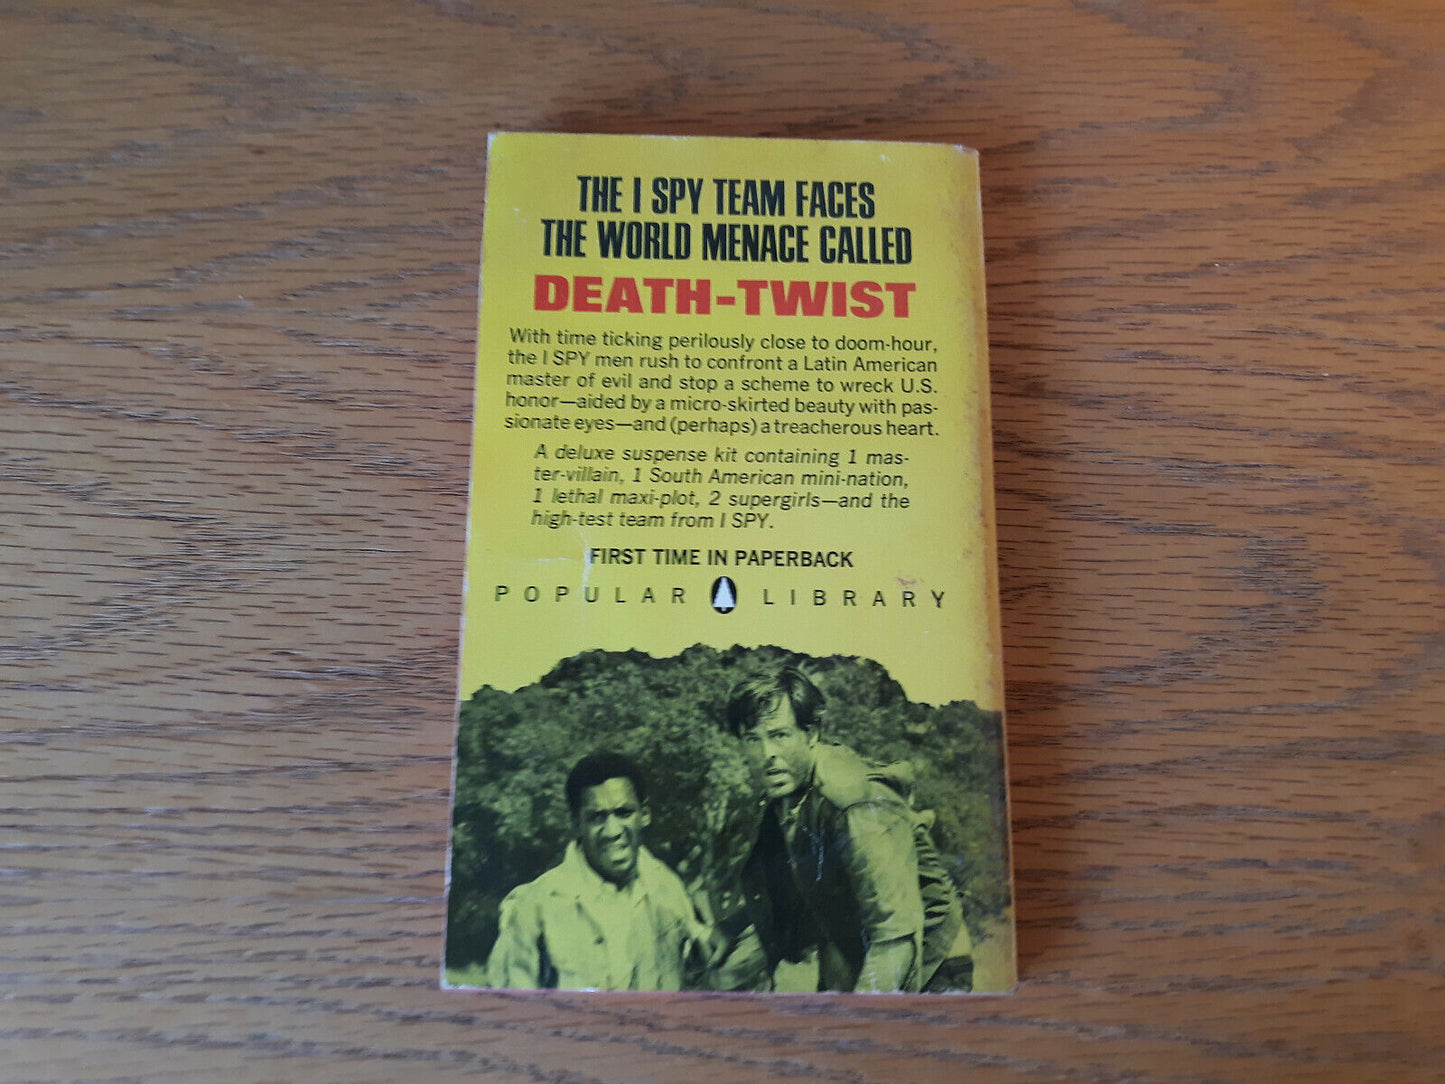 THE I SPY TEAM FACES
THE WORLD MENACE CALLED
DEATH-TWIST
With time ticking perilously close to doom-hour,
the I SPY men rush to confront a Latin American
master of evil and stop a scheme to wreck U.S.
honor—aided by a micro-skirted beauty with pas-
sionate eyes—and (perhaps) a treacherous heart.
A deluxe suspense kit containing 1 mas-
ter-villain, 1 South American mini-nation,
1 lethal maxi-plot, 2 supergirls—and the
high-test team from I SPY.
FIRST TIME IN PAPERBACK
POPULAR LIBRARY